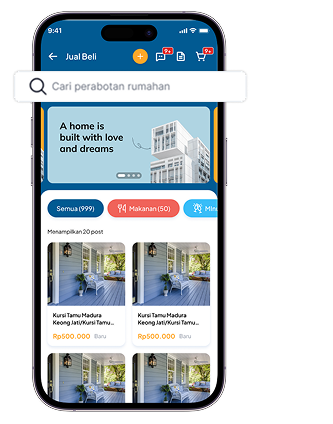 9:41
Jual Beli
9+
9+
Cari perabotan rumahan
A home is
built with love
and dreams
Semua (999)
Makanan (50)
Menampilkan 20 post
Kursi Tamu Madura
Keong Jati/Kursi Tamu...
Rp500.000 Baru
Kursi Tamu Madura
Keong Jati/Kursi Tamu...
Rp500.000 Baru